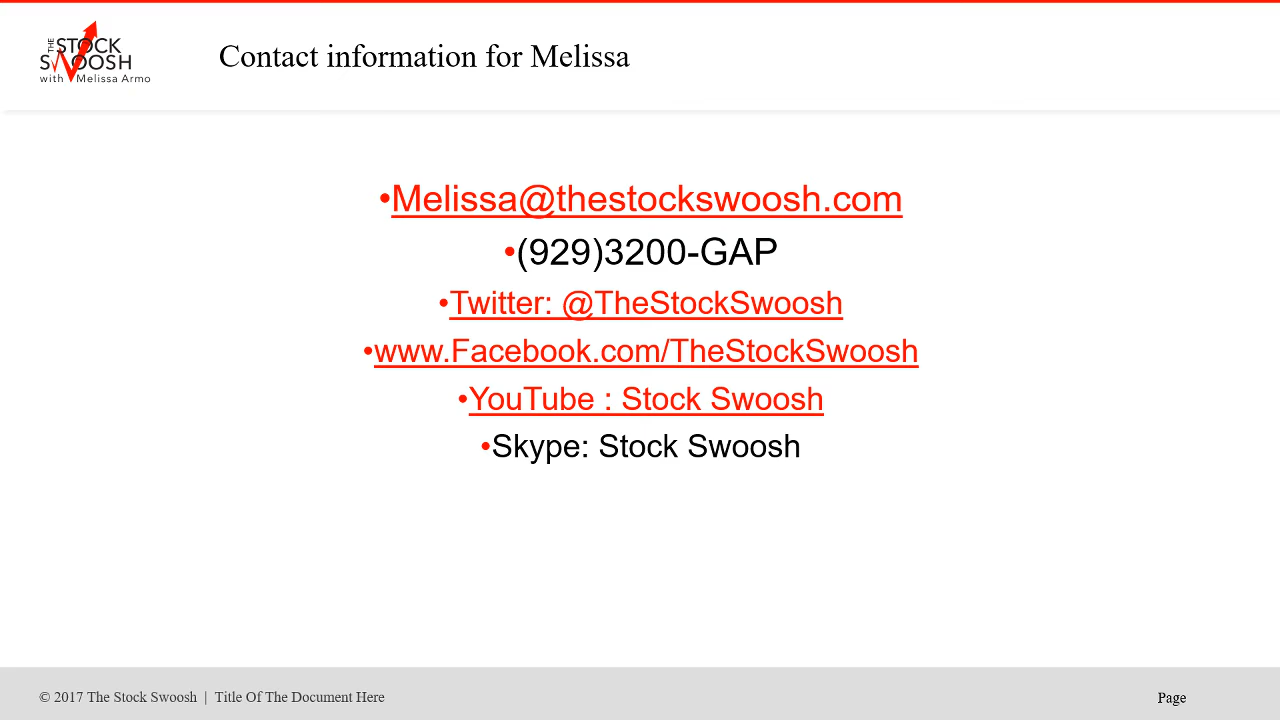 THE STOCK
SWOOSH
with Melissa Armo
Contact information for Melissa
•Melissa@thestockswoosh.com
•(929)3200-GAP
•Twitter: @TheStockSwoosh
•www.Facebook.com/TheStockSwoosh
•YouTube : Stock Swoosh
•Skype: Stock Swoosh
© 2017 The Stock Swoosh | Title Of The Document Here
Page